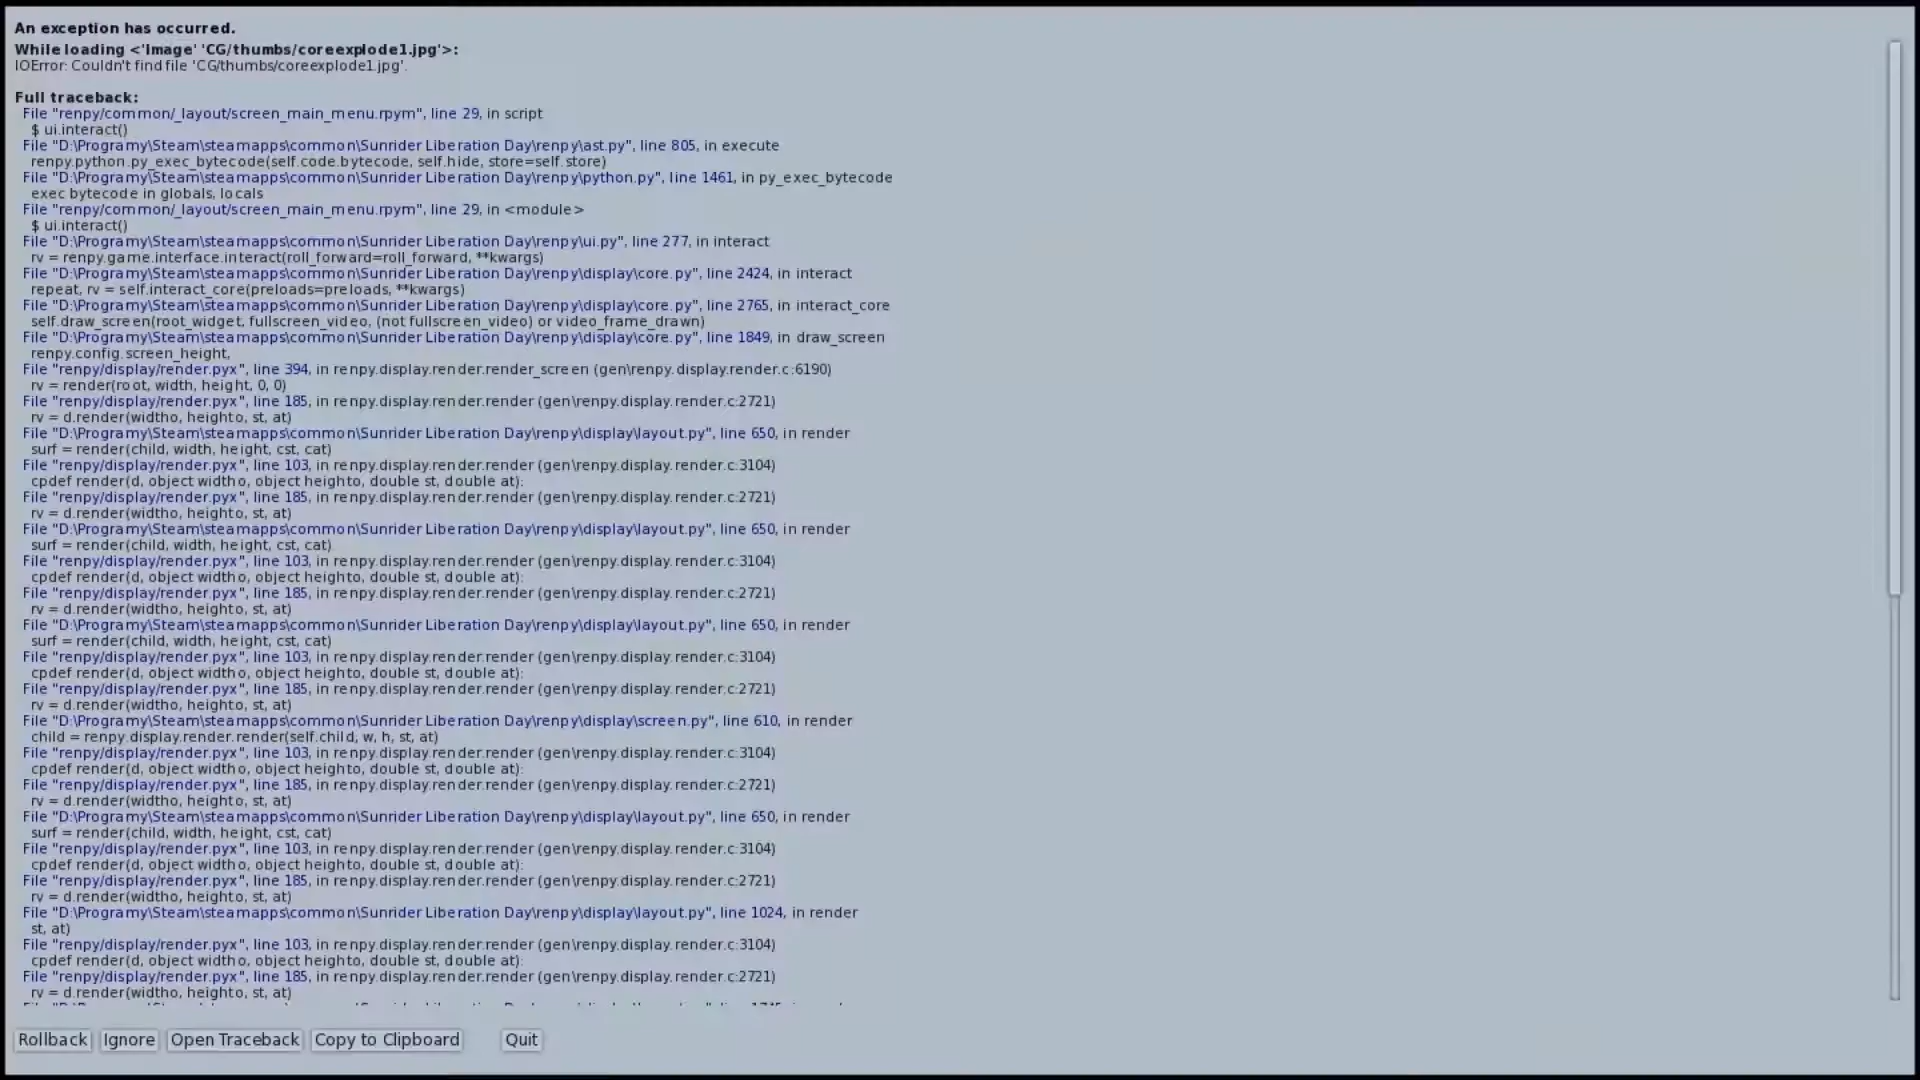 An exception has occurred.
While loading <'Image' 'CG/thumbs/coreexplode1.jpg'>:
IOError: Couldn't find file 'CG/thumbs/coreexplode1.jpg'.
Full traceback:
File "renpy/common/_layout/screen_main_menu.rpym", line 29, in script
$ ui.interact()
File "D:\Programy\Steam\steamapps\common\Sunrider Liberation Day\renpy\ast.py", line 805, in execute
renpy.python.py_exec_bytecode(self.code.bytecode, self.hide, store=self.store)
File "D:\Programy\Steam\steamapps\common\Sunrider Liberation Day\renpy\python.py", line 1461, in py_exec_bytecode
exec bytecode in globals, locals
File "renpy/common/_layout/screen_main_menu.rpym", line 29, in <module>
$ ui.interact()
File "D:\Programy\Steam\steamapps\common\Sunrider Liberation Day\renpy\ui.py", line 277, in interact
rv = renpy.game.interface.interact(roll_forward=roll_forward, **kwargs)
File "D:\Programy\Steam\steamapps\common\Sunrider Liberation Day\renpy\display\core.py", line 2424, in interact
repeat, rv = self.interact_core(preloads=preloads, **kwargs)
File "D:\Programy\Steam\steamapps\common\Sunrider Liberation Day\renpy\display\core.py", line 2765, in interact_core
self.draw_screen(root_widget, fullscreen_video, (not fullscreen_video) or video_frame_drawn)
File "D:\Programy\Steam\steamapps\common\Sunrider Liberation Day\renpy\display\core.py", line 1849, in draw_screen
renpy.config.screen_height,
File "renpy/display/render.pyx", line 394, in renpy.display.render.render_screen (gen\renpy.display.render.c:6190)
rv = render(root, width, height, 0, 0)
File "renpy/display/render.pyx", line 185, in renpy.display.render.render (gen\renpy.display.render.c:2721)
rv = d.render(widtho, heighto, st, at)
File "D:\Programy\Steam\steamapps\common\Sunrider Liberation Day\renpy\display\layout.py", line 650, in render
surf = render(child, width, height, cst, cat)
File "renpy/display/render.pyx", line 103, in renpy.display.render.render (gen\renpy.display.render.c:3104)
cpdef render(d, object widtho, object heighto, double st, double at):
File "renpy/display/render.pyx", line 185, in renpy.display.render.render (gen\renpy.display.render.c:2721)
rv = d.render(widtho, heighto, st, at)
File "D:\Programy\Steam\steamapps\common\Sunrider Liberation Day\renpy\display\layout.py", line 650, in render
surf = render(child, width, height, cst, cat)
File "renpy/display/render.pyx", line 103, in renpy.display.render.render (gen\renpy.display.render.c:3104)
cpdef render(d, object widtho, object heighto, double st, double at):
File "renpy/display/render.pyx", line 185, in renpy.display.render.render (gen\renpy.display.render.c:2721)
rv = d.render(widtho, heighto, st, at)
File "D:\Programy\Steam\steamapps\common\Sunrider Liberation Day\renpy\display\layout.py", line 650, in render
surf = render(child, width, height, cst, cat)
File "renpy/display/render.pyx", line 103, in renpy.display.render.render (gen\renpy.display.render.c:3104)
cpdef render(d, object widtho, object heighto, double st, double at):
File "renpy/display/render.pyx", line 185, in renpy.display.render.render (gen\renpy.display.render.c:2721)
rv = d.render(widtho, heighto, st, at)
File "D:\Programy\Steam\steamapps\common\Sunrider Liberation Day\renpy\display\screen.py", line 610, in render
child = renpy.display.render.render(self.child, w, h, st, at)
File "renpy/display/render.pyx", line 103, in renpy.display.render.render (gen\renpy.display.render.c:3104)
cpdef render(d, object widtho, object heighto, double st, double at):
File "renpy/display/render.pyx", line 185, in renpy.display.render.render (gen\renpy.display.render.c:2721)
rv = d.render(widtho, heighto, st, at)
File "D:\Programy\Steam\steamapps\common\Sunrider Liberation Day\renpy\display\layout.py", line 650, in render
surf = render(child, width, height, cst, cat)
File "renpy/display/render.pyx", line 103, in renpy.display.render.render (gen\renpy.display.render.c:3104)
cpdef render(d, object widtho, object heighto, double st, double at):
File "renpy/display/render.pyx", line 185, in renpy.display.render.render (gen\renpy.display.render.c:2721)
rv = d.render(widtho, heighto, st, at)
File "D:\Programy\Steam\steamapps\common\Sunrider Liberation Day\renpy\display\layout.py", line 1024, in render
st, at)
File "renpy/display/render.pyx", line 103, in renpy.display.render.render (gen\renpy.display.render.c:3104)
cpdef render(d, object widtho, object heighto, double st, double at):
File "renpy/display/render.pyx", line 185, in renpy.display.render.render (gen\renpy.display.render.c:2721)
rv = d.render(widtho, heighto, st, at)
Rollback Ignore Open Traceback Copy to Clipboard Quit